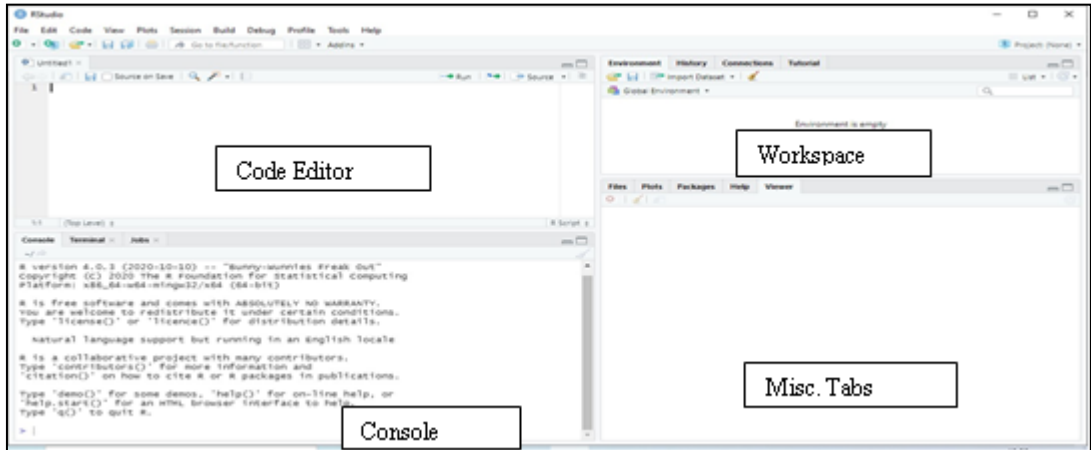 RStudio
File Edit Code View Plots Session Build Debug Profile Tools Help
Go to file/function Addins
Project: (None)
Untitled1
Source on Save Run Source
1
Code Editor
1:1 (Top Level) R Script
Console Terminal Jobs
R version 4.0.3 (2020-10-10) -- "Bunny-Wunnies Freak Out"
Copyright (C) 2020 The R Foundation for Statistical Computing
Platform: x86_64-w64-mingw32/x64 (64-bit)
R is free software and comes with ABSOLUTELY NO WARRANTY.
You are welcome to redistribute it under certain conditions.
Type 'license()' or 'licence()' for distribution details.
Natural language support but running in an English locale
R is a collaborative project with many contributors.
Type 'contributors()' for more information and
'citation()' on how to cite R or R packages in publications.
Type 'demo()' for some demos, 'help()' for on-line help, or
'help.start()' for an HTML browser interface to help.
Type 'q()' to quit R.
>
Console
Environment History Connections Tutorial
Import Dataset List
Global Environment
Environment is empty
Workspace
Files Plots Packages Help Viewer
Misc. Tabs